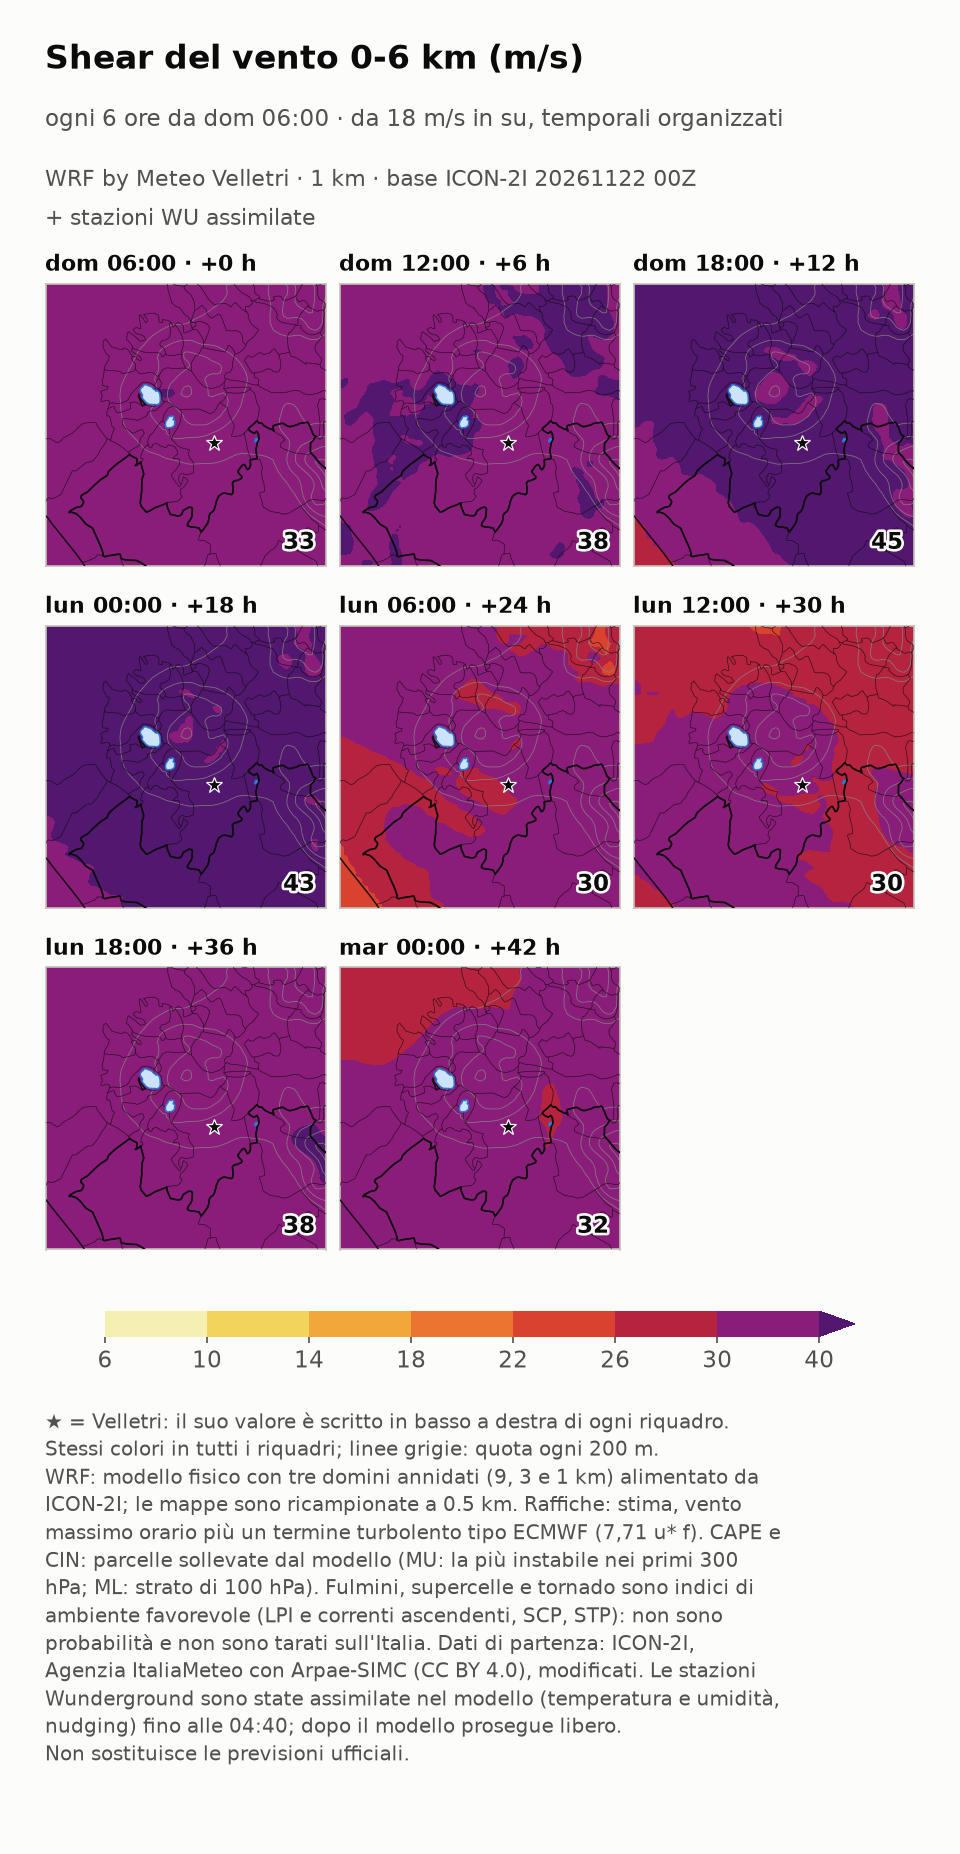 Shear del vento 0-6 km (m/s)
ogni 6 ore da dom 06:00 · da 18 m/s in su, temporali organizzati
WRF by Meteo Velletri · 1 km · base ICON-2I 20261122 00Z
+ stazioni WU assimilate
dom 06:00 · +0 h
dom 12:00 · +6 h
dom 18:00 · +12 h
33
38
45
lun 00:00 · +18 h
lun 06:00 · +24 h
lun 12:00 · +30 h
43
30
30
lun 18:00 · +36 h
mar 00:00 · +42 h
38
32
6 10 14 18 22 26 30 40
★ = Velletri: il suo valore è scritto in basso a destra di ogni riquadro.
Stessi colori in tutti i riquadri; linee grigie: quota ogni 200 m.
WRF: modello fisico con tre domini annidati (9, 3 e 1 km) alimentato da
ICON-2I; le mappe sono ricampionate a 0.5 km. Raffiche: stima, vento
massimo orario più un termine turbolento tipo ECMWF (7,71 u* f). CAPE e
CIN: parcelle sollevate dal modello (MU: la più instabile nei primi 300
hPa; ML: strato di 100 hPa). Fulmini, supercelle e tornado sono indici di
ambiente favorevole (LPI e correnti ascendenti, SCP, STP): non sono
probabilità e non sono tarati sull'Italia. Dati di partenza: ICON-2I,
Agenzia ItaliaMeteo con Arpae-SIMC (CC BY 4.0), modificati. Le stazioni
Wunderground sono state assimilate nel modello (temperatura e umidità,
nudging) fino alle 04:40; dopo il modello prosegue libero.
Non sostituisce le previsioni ufficiali.